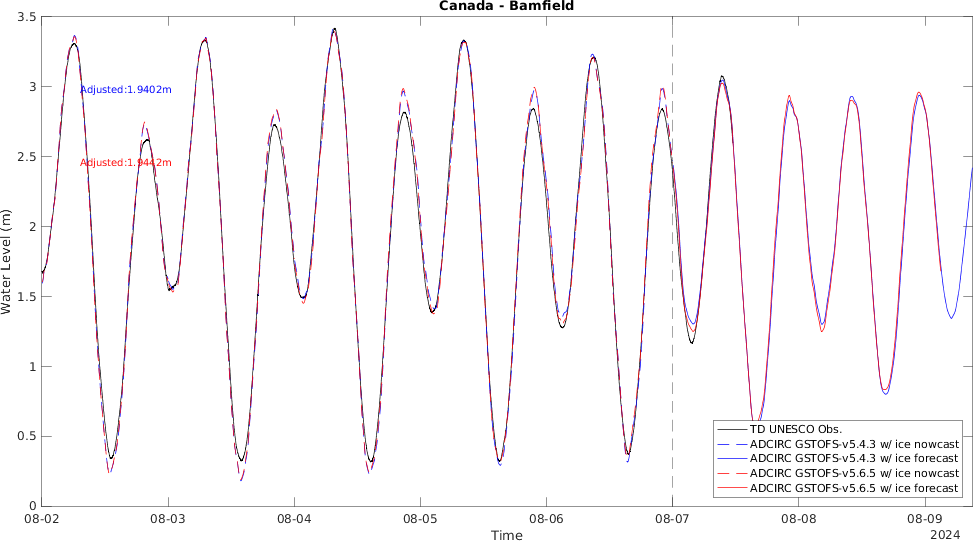 Canada - Bamfield
3.5
3
2.5
2
1.5
1
0.5
0
Water Level (m)
Adjusted:1.9402m
Adjusted:1.9442m
TD UNESCO Obs.
ADCIRC GSTOFS-v5.4.3 w/ ice nowcast
ADCIRC GSTOFS-v5.4.3 w/ ice forecast
ADCIRC GSTOFS-v5.6.5 w/ ice nowcast
ADCIRC GSTOFS-v5.6.5 w/ ice forecast
08-02 08-03 08-04 08-05 08-06 08-07 08-08 08-09
Time
2024